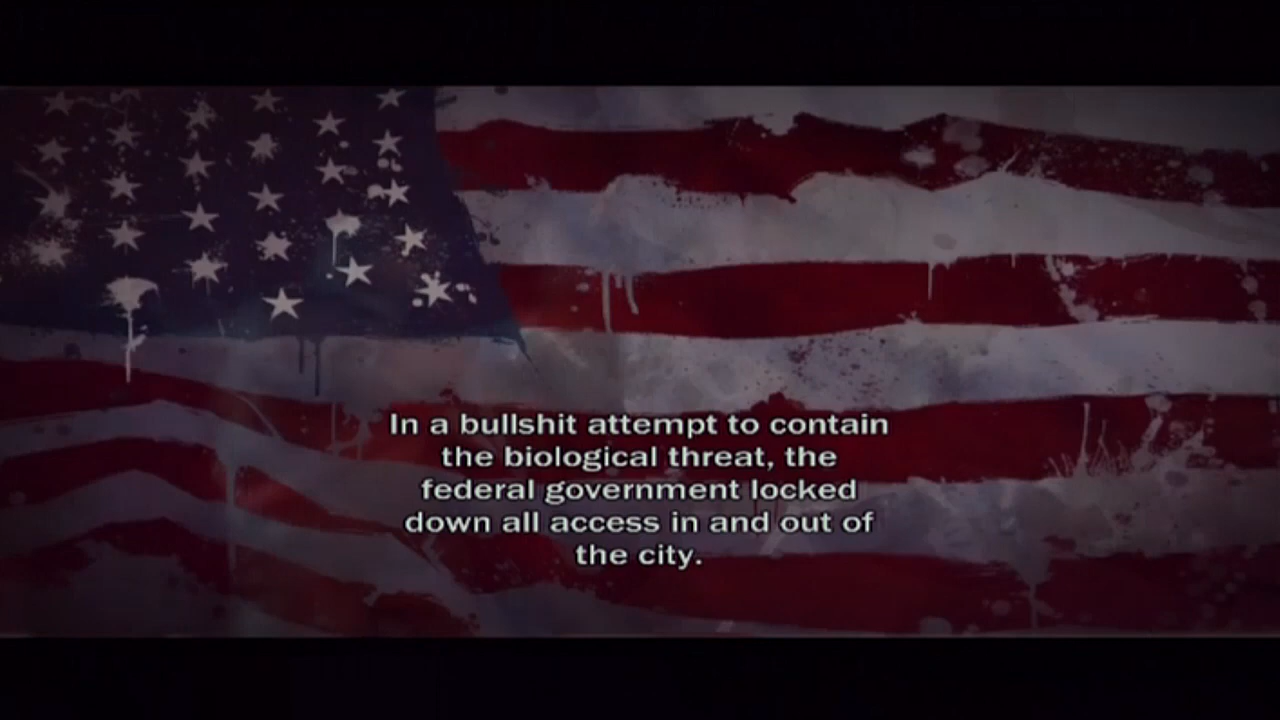 In a bullshit attempt to contain
the biological threat, the
federal government locked
down all access in and out of
the city.